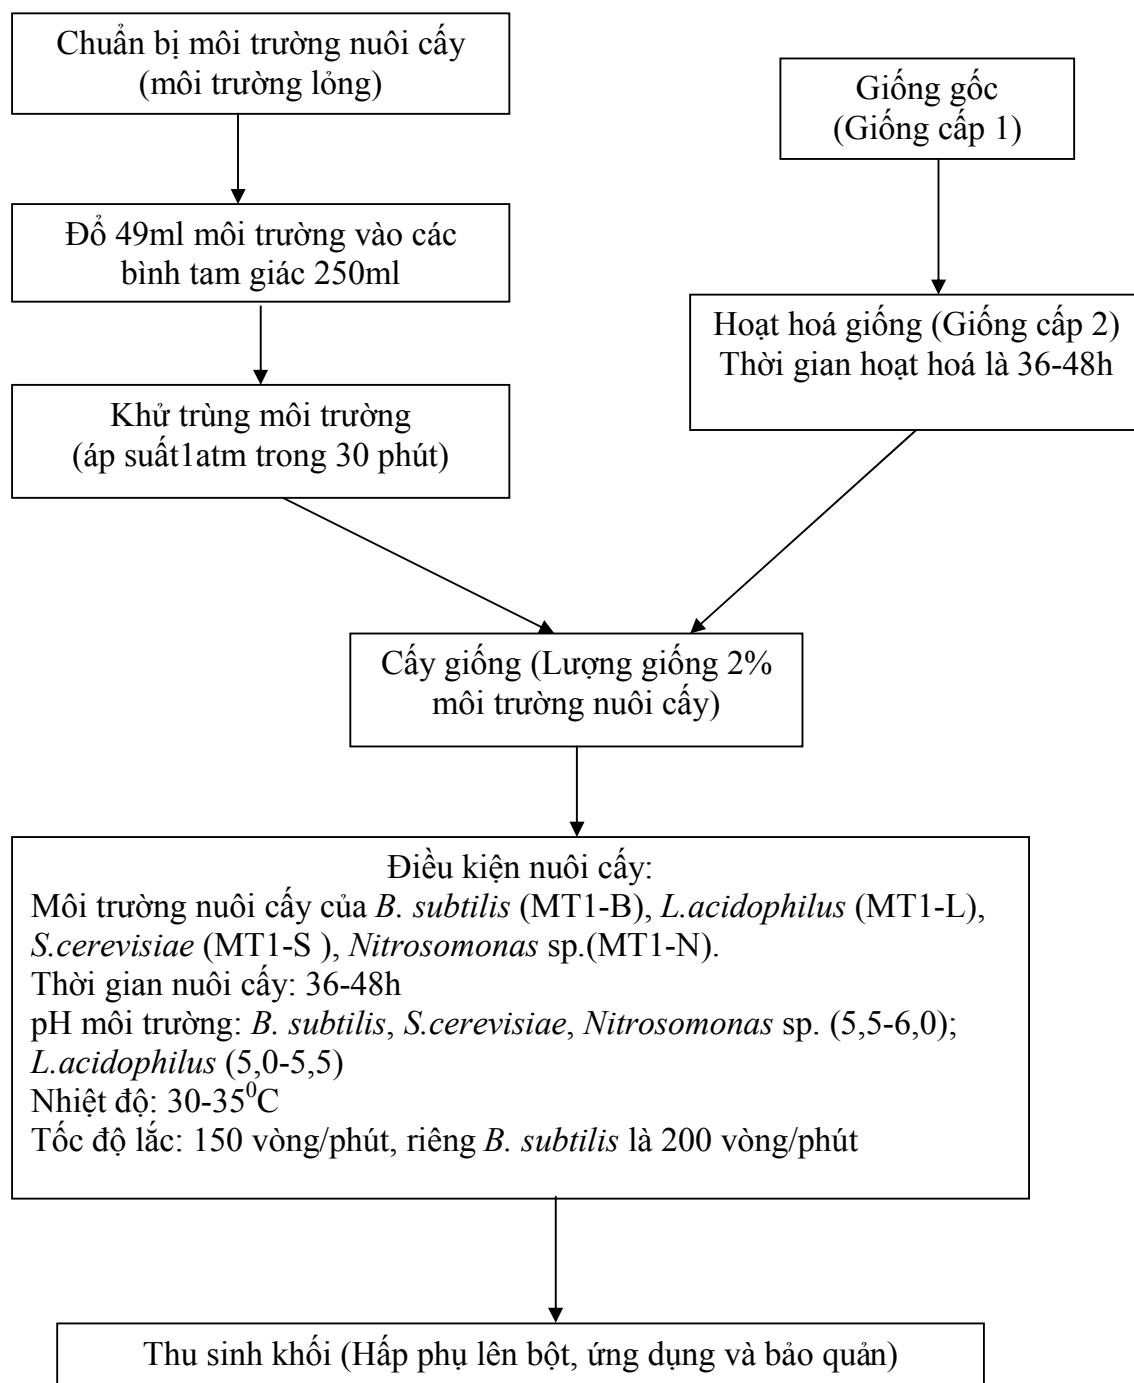 Chuẩn bị môi trường nuôi cấy
(môi trường lỏng)
Giống gốc
(Giống cấp 1)
Đổ 49ml môi trường vào các
bình tam giác 250ml
Hoạt hoá giống (Giống cấp 2)
Thời gian hoạt hoá là 36-48h
Khử trùng môi trường
(áp suất1atm trong 30 phút)
Cấy giống (Lượng giống 2%
môi trường nuôi cấy)
Điều kiện nuôi cấy:
Môi trường nuôi cấy của B. subtilis (MT1-B), L.acidophilus (MT1-L),
S.cerevisiae (MT1-S ), Nitrosomonas sp.(MT1-N).
Thời gian nuôi cấy: 36-48h
pH môi trường: B. subtilis, S.cerevisiae, Nitrosomonas sp. (5,5-6,0);
L.acidophilus (5,0-5,5)
Nhiệt độ: 30-35⁰C
Tốc độ lắc: 150 vòng/phút, riêng B. subtilis là 200 vòng/phút
Thu sinh khối (Hấp phụ lên bột, ứng dụng và bảo quản)